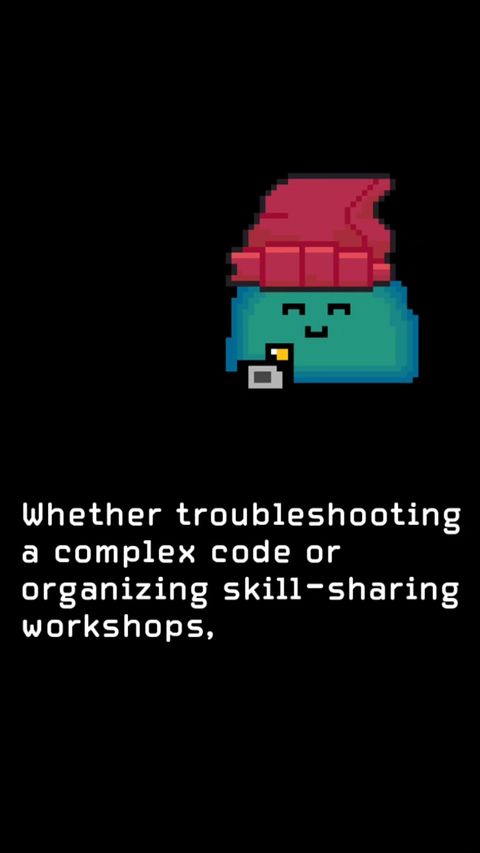 Whether troubleshooting
a complex code or
organizing skill-sharing
workshops,